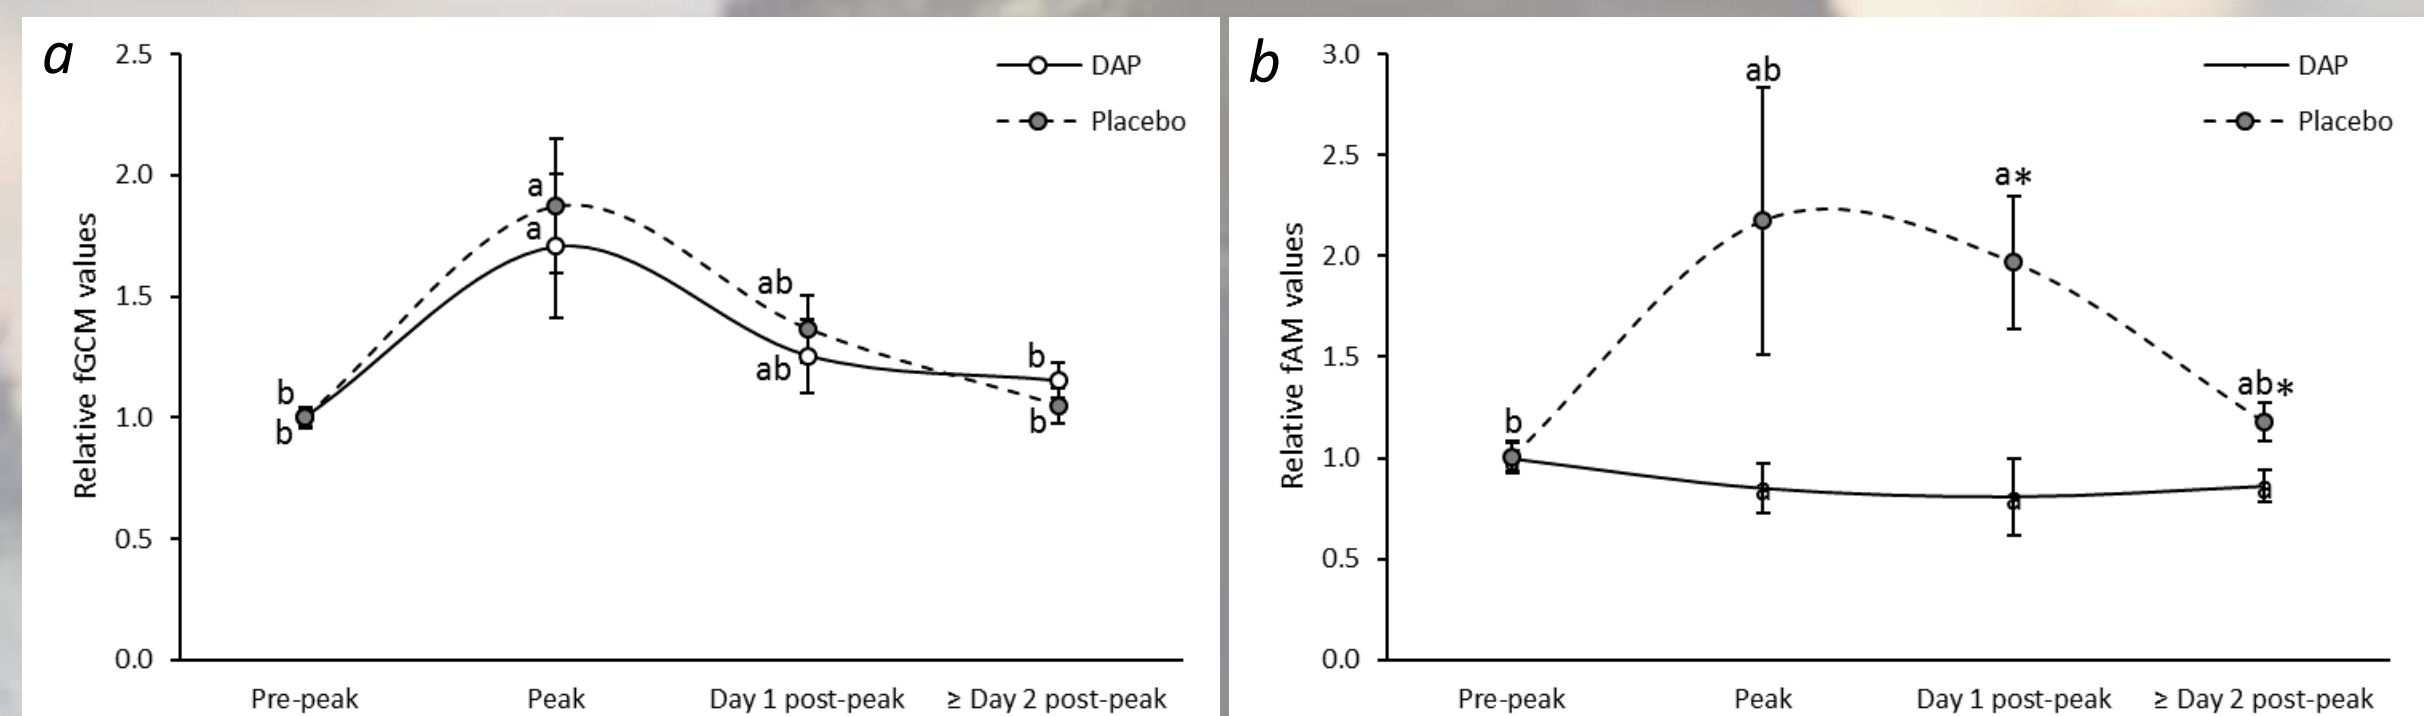 a
2.5
2.0
1.5
1.0
0.5
0.0
Relative fGCM values
DAP
Placebo
a
a
ab
ab
b
b
b
b
Pre-peak
Peak
Day 1 post-peak
≥ Day 2 post-peak
b
3.0
2.5
2.0
1.5
1.0
0.5
0.0
Relative fAM values
DAP
Placebo
ab
a*
ab*
b
a
a
a
Pre-peak
Peak
Day 1 post-peak
≥ Day 2 post-peak